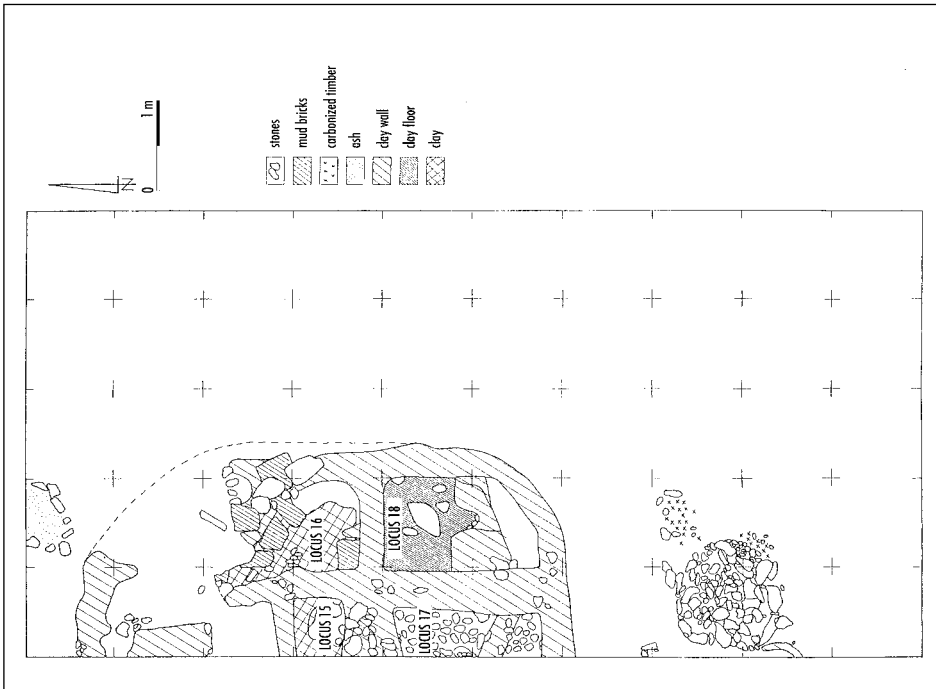 N
0 1 m
stones
mud bricks
carbonized timber
ash
clay wall
clay floor
clay
LOCUS 16
LOCUS 18
LOCUS 15
LOCUS 17